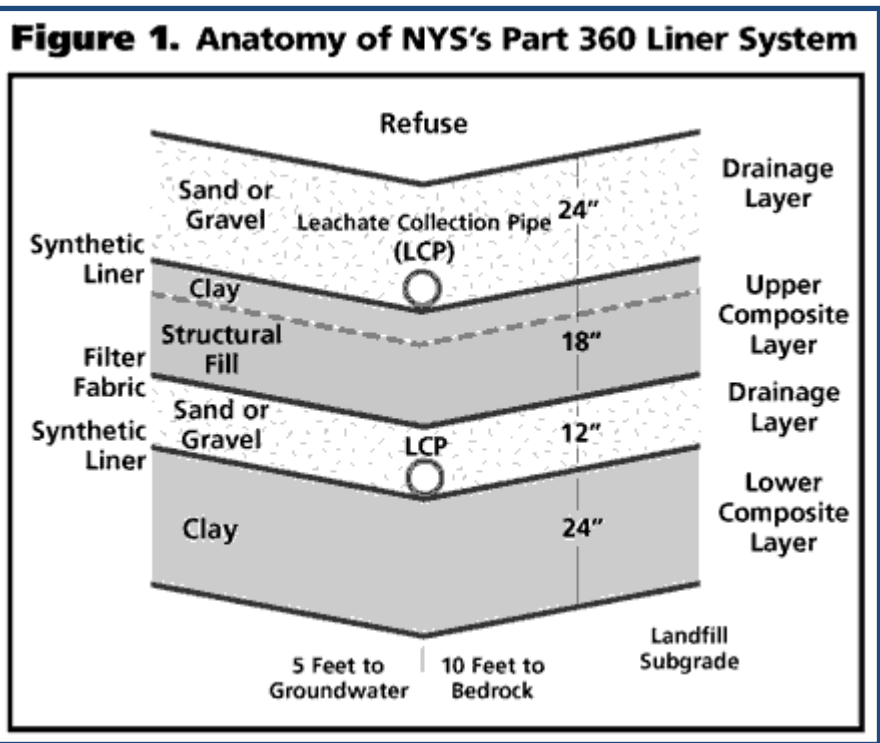 Figure 1. Anatomy of NYS's Part 360 Liner System
Refuse
Drainage
Layer
Sand or
Gravel
24"
Leachate Collection Pipe
(LCP)
Synthetic
Liner
Clay
Upper
Composite
Layer
Structural
Fill
18"
Filter
Fabric
Drainage
Layer
Sand or
Gravel
12"
Synthetic
Liner
LCP
Lower
Composite
Layer
Clay
24"
Landfill
Subgrade
5 Feet to
Groundwater
10 Feet to
Bedrock